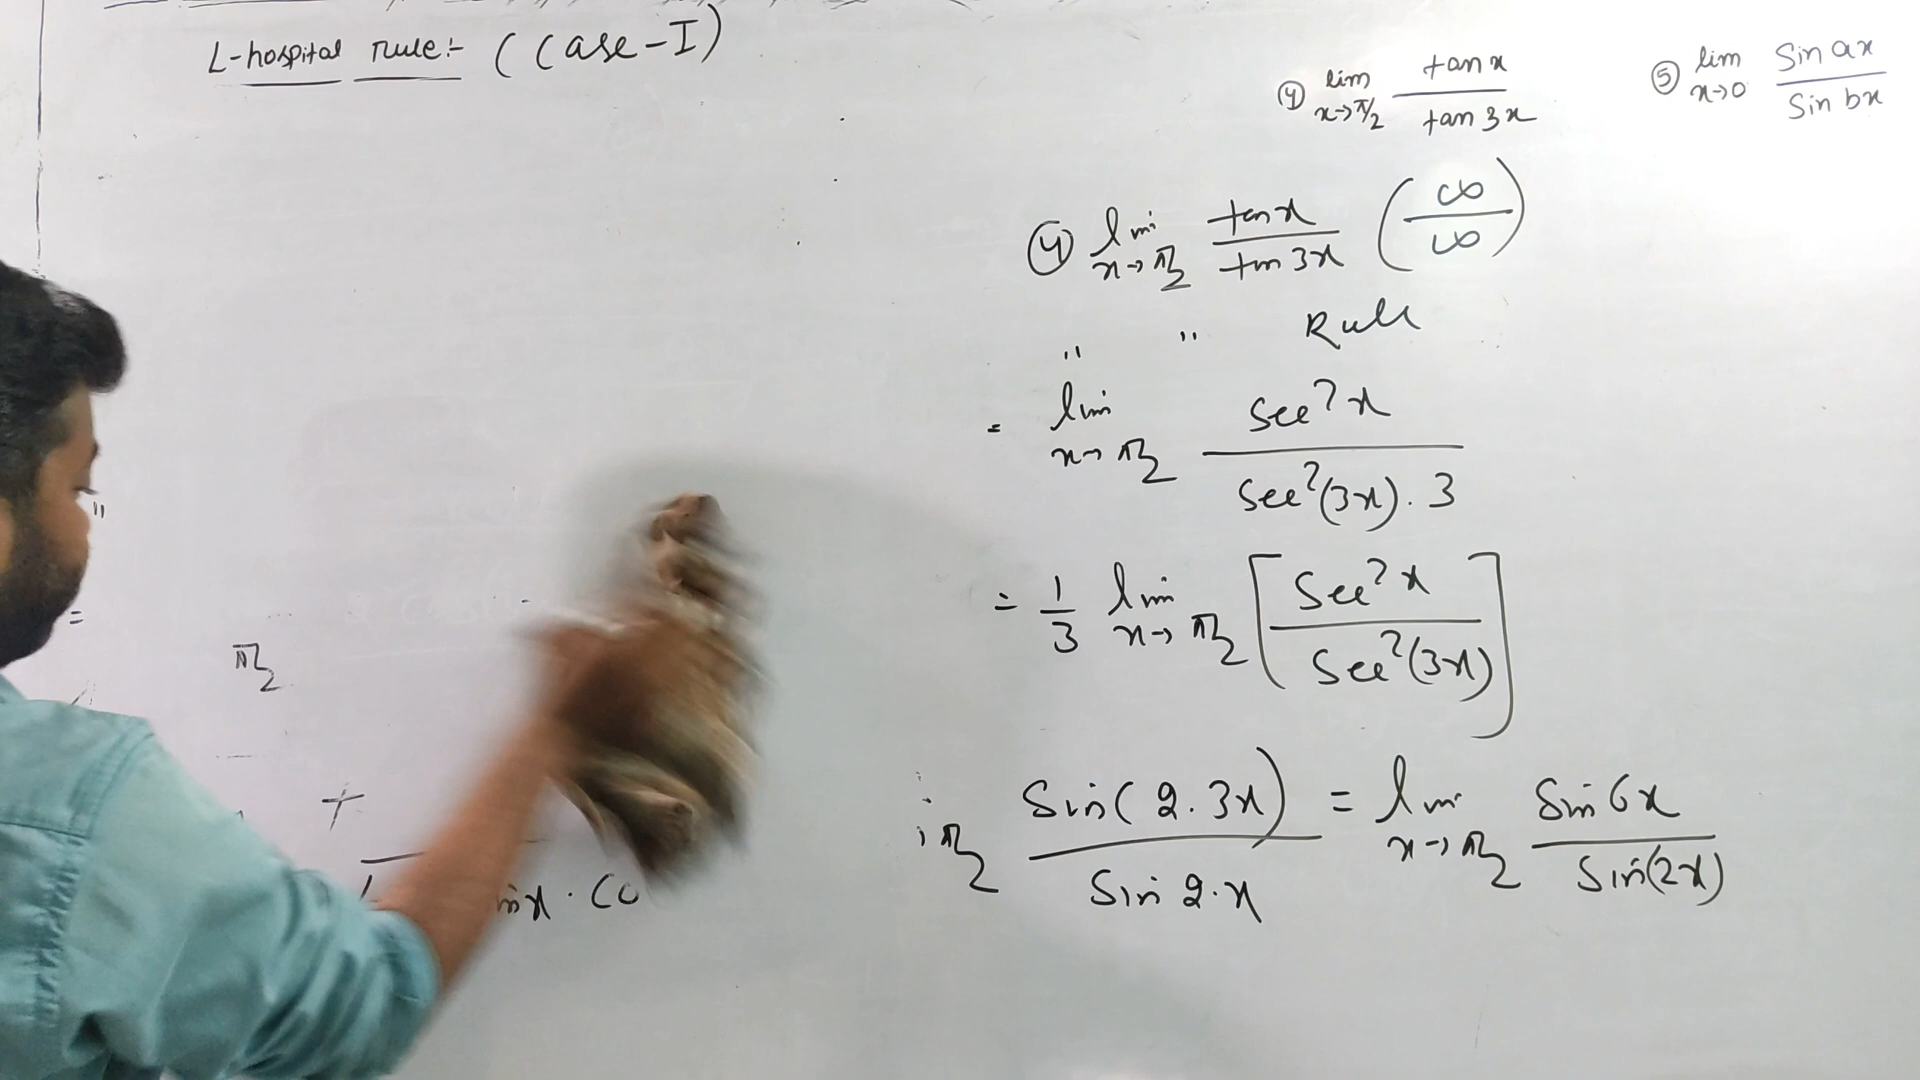 L-hospital rule:- (Case-I)
④ lim x→π/2 tan x / tan 3x
⑤ lim x→0 Sin ax / Sin bx
④ lim x→π/2 tan x / tan 3x (∞/∞)
" " Rule
= lim x→π/2 Sec²x / Sec²(3x) . 3
= 1/3 lim x→π/2 [Sec²x / Sec²(3x)]
π/2
π/2 Sin(2.3x) / Sin 2.x = lim x→π/2 Sin 6x / Sin(2x)